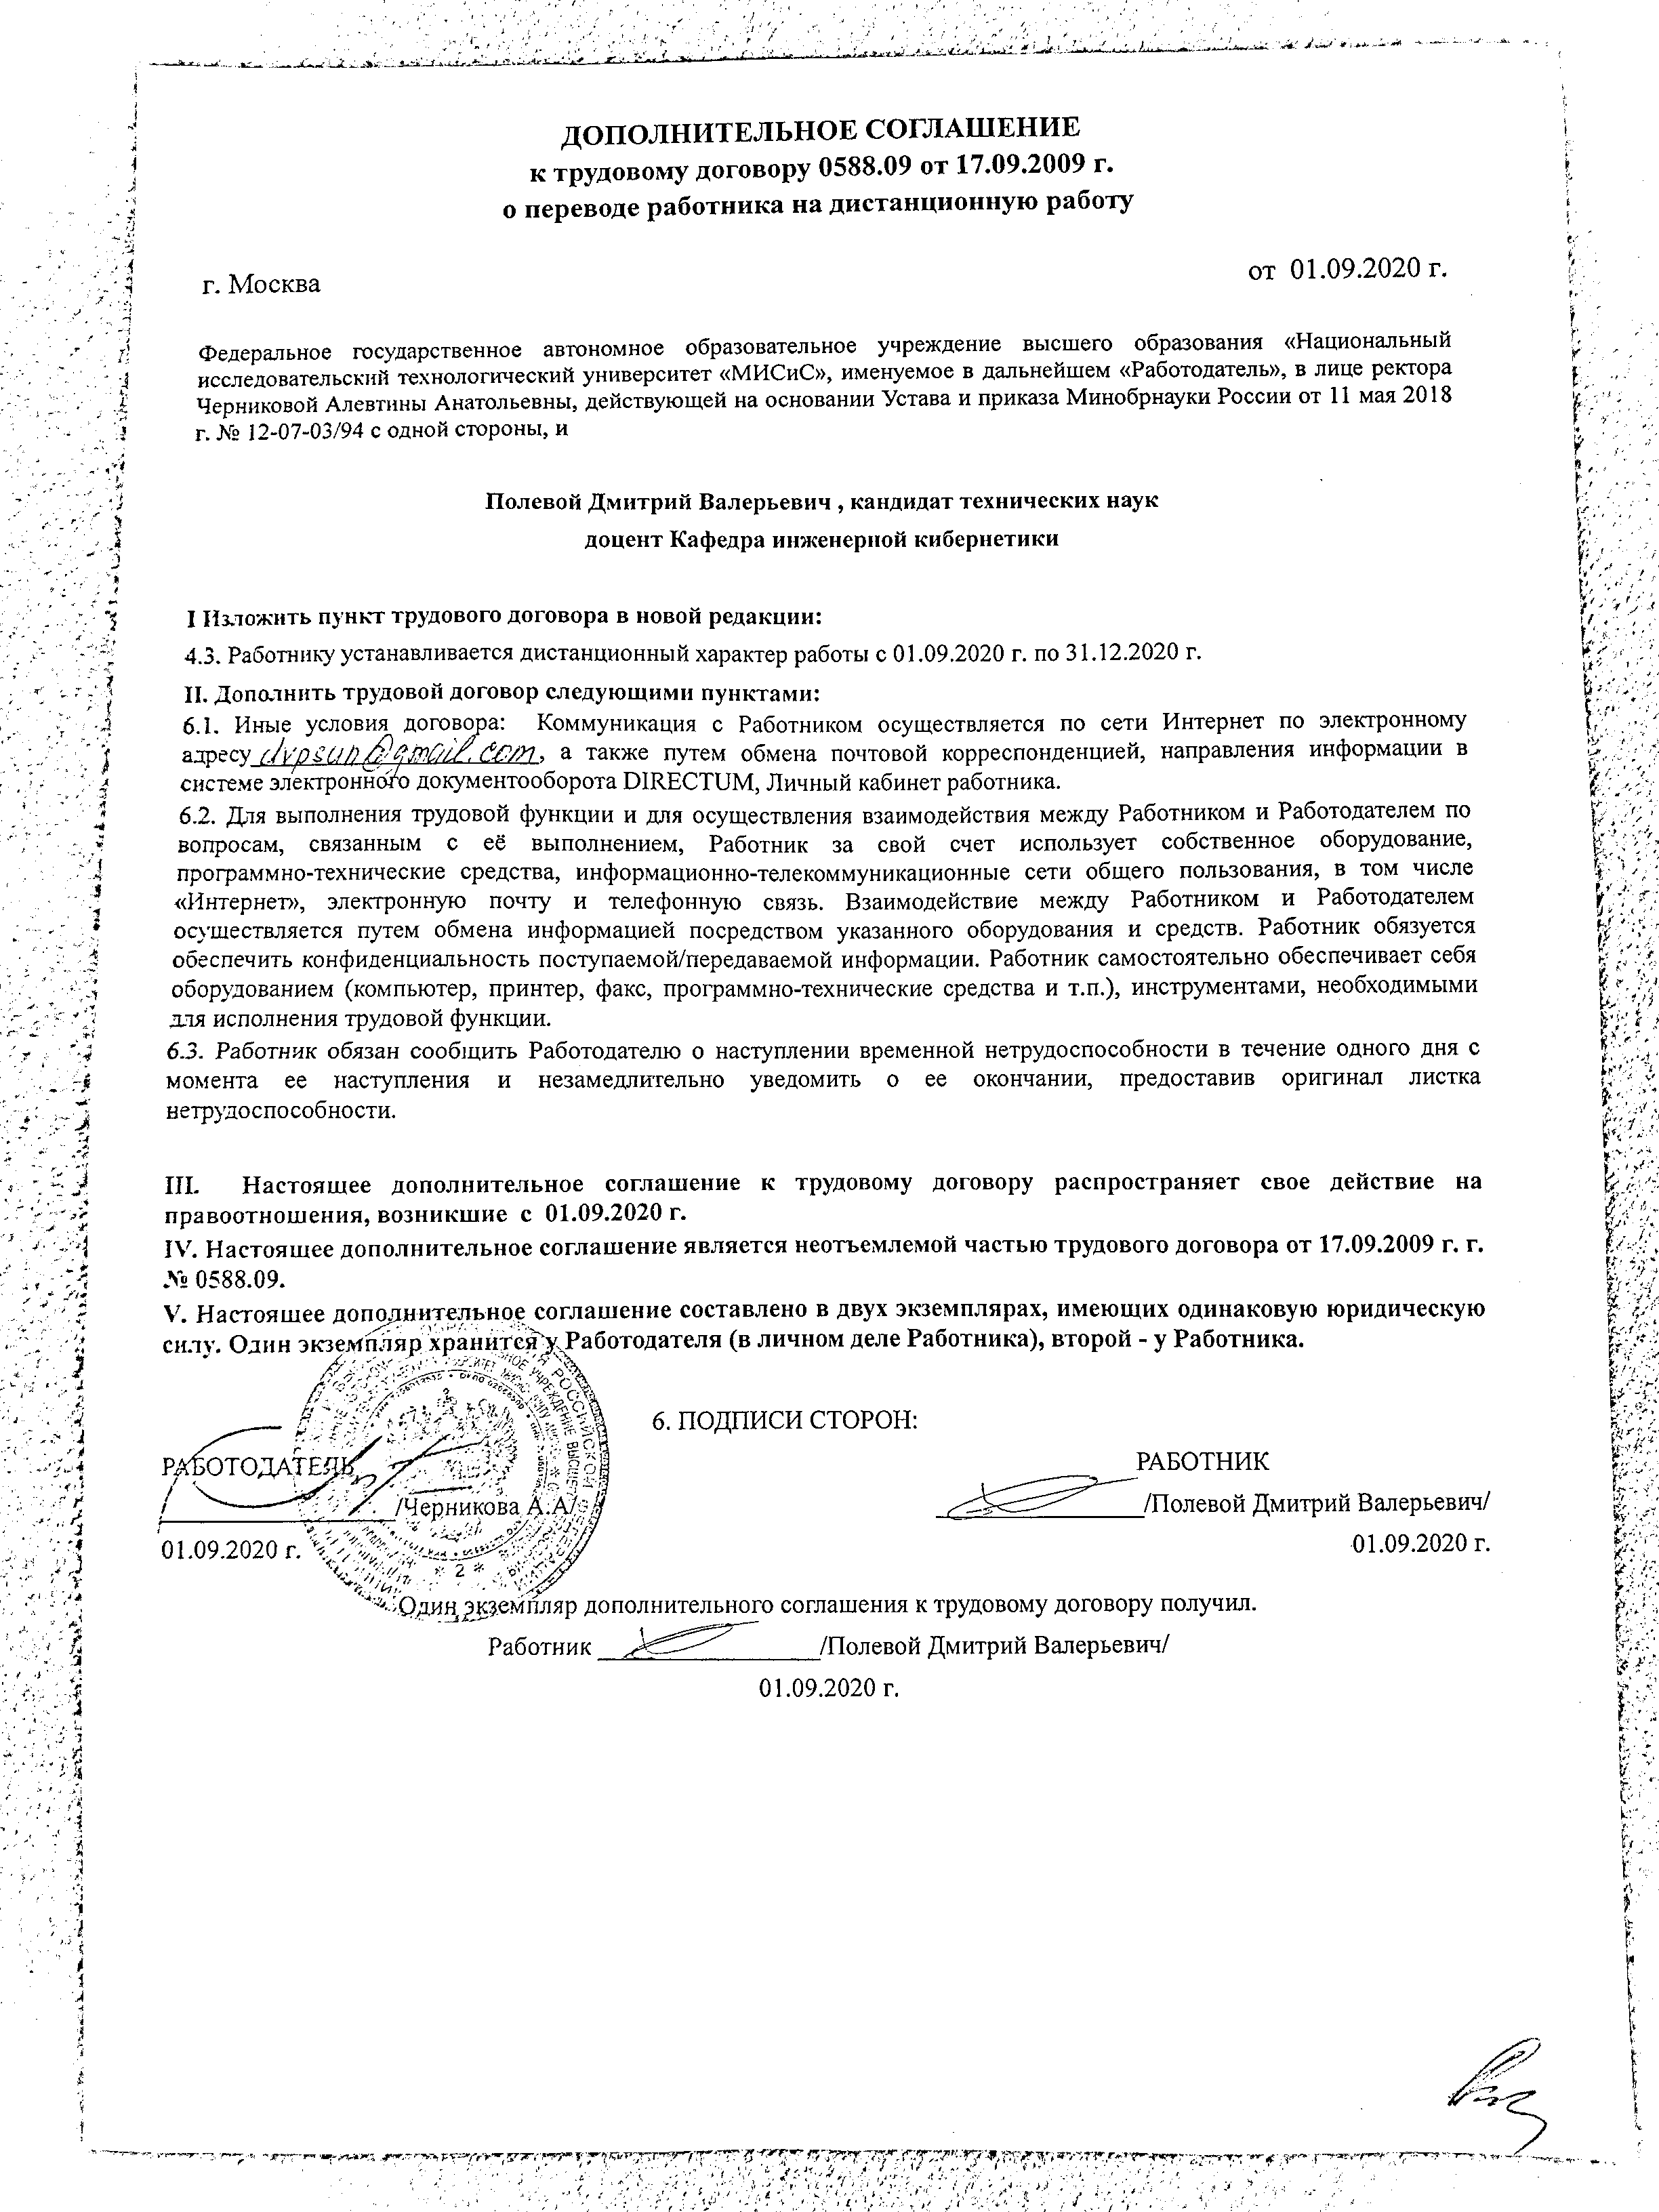 ДОПОЛНИТЕЛЬНОЕ СОГЛАШЕНИЕ
к трудовому договору 0588.09 от 17.09.2009 г.
о переводе работника на дистанционную работу
г. Москва
от 01.09.2020 г.
Федеральное государственное автономное образовательное учреждение высшего образования «Национальный
исследовательский технологический университет «МИСиС», именуемое в дальнейшем «Работодатель», в лице ректора
Черниковой Алевтины Анатольевны, действующей на основании Устава и приказа Минобрнауки России от 11 мая 2018
г. № 12-07-03/94 с одной стороны, и
Полевой Дмитрий Валерьевич , кандидат технических наук
доцент Кафедра инженерной кибернетики
I Изложить пункт трудового договора в новой редакции:
4.3. Работнику устанавливается дистанционный характер работы с 01.09.2020 г. по 31.12.2020 г.
II. Дополнить трудовой договор следующими пунктами:
6.1. Иные условия договора: Коммуникация с Работником осуществляется по сети Интернет по электронному
адресу dvpsun@gmail.com, а также путем обмена почтовой корреспонденцией, направления информации в
системе электронного документооборота DIRECTUM, Личный кабинет работника.
6.2. Для выполнения трудовой функции и для осуществления взаимодействия между Работником и Работодателем по
вопросам, связанным с её выполнением, Работник за свой счет использует собственное оборудование,
программно-технические средства, информационно-телекоммуникационные сети общего пользования, в том числе
«Интернет», электронную почту и телефонную связь. Взаимодействие между Работником и Работодателем
осуществляется путем обмена информацией посредством указанного оборудования и средств. Работник обязуется
обеспечить конфиденциальность поступаемой/передаваемой информации. Работник самостоятельно обеспечивает себя
оборудованием (компьютер, принтер, факс, программно-технические средства и т.п.), инструментами, необходимыми
для исполнения трудовой функции.
6.3. Работник обязан сообщить Работодателю о наступлении временной нетрудоспособности в течение одного дня с
момента ее наступления и незамедлительно уведомить о ее окончании, предоставив оригинал листка
нетрудоспособности.
III. Настоящее дополнительное соглашение к трудовому договору распространяет свое действие на
правоотношения, возникшие с 01.09.2020 г.
IV. Настоящее дополнительное соглашение является неотъемлемой частью трудового договора от 17.09.2009 г. г.
№ 0588.09.
V. Настоящее дополнительное соглашение составлено в двух экземплярах, имеющих одинаковую юридическую
силу. Один экземпляр хранится у Работодателя (в личном деле Работника), второй - у Работника.
6. ПОДПИСИ СТОРОН:
РАБОТОДАТЕЛЬ
РАБОТНИК
/Черникова А.А/
/Полевой Дмитрий Валерьевич/
01.09.2020 г.
01.09.2020 г.
Один экземпляр дополнительного соглашения к трудовому договору получил.
Работник /Полевой Дмитрий Валерьевич/
01.09.2020 г.